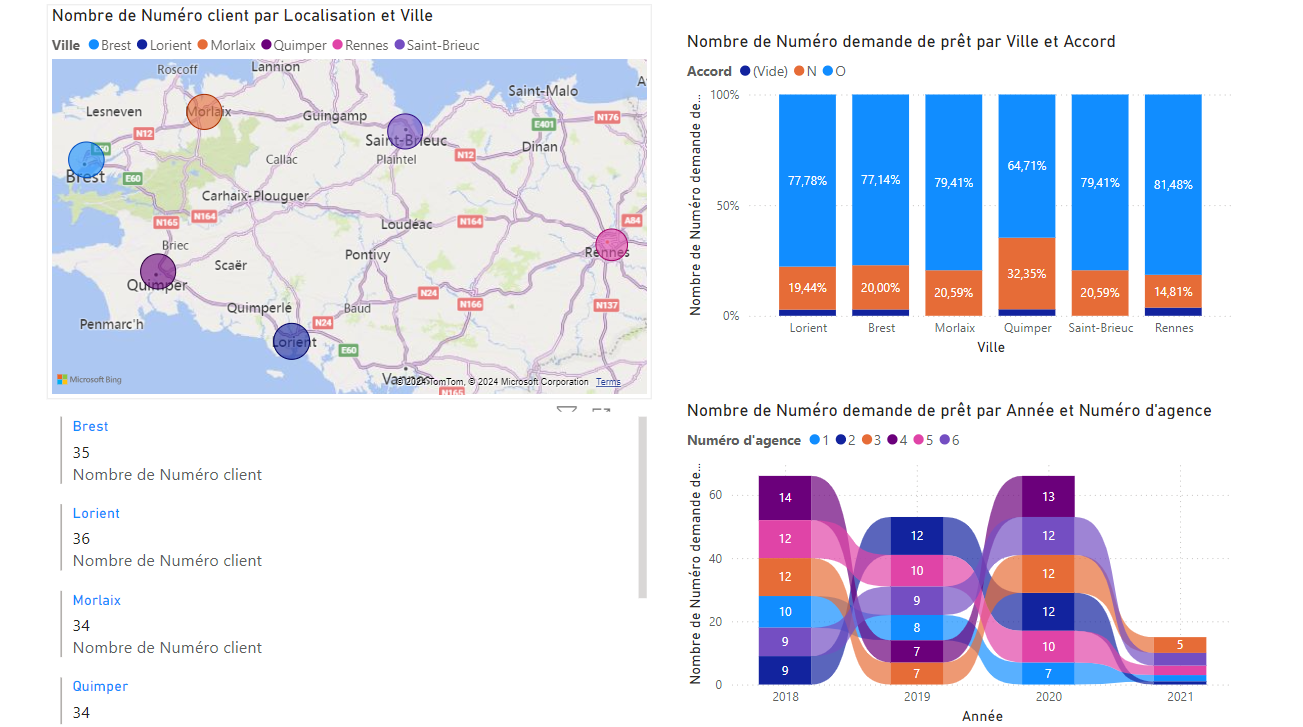 Nombre de Numéro client par Localisation et Ville
Ville Brest Lorient Morlaix Quimper Rennes Saint-Brieuc
Roscoff
Lannion
Lesneven
Morlaix
Guingamp
Saint-Malo
N176
E401
N12
Saint-Brieuc
Dinan
Brest
E60
Callac
Plaintel
N12
Carhaix-Plouguer
N165
N164
Loudéac
N164
A84
Briec
Rennes
Quimper
Scaër
Pontivy
N24
N166
N137
Quimperlé
Baud
Penmarc'h
N24
Lorient
E60
N165
Microsoft Bing
© 2024 TomTom, © 2024 Microsoft Corporation Terms
Brest
35
Nombre de Numéro client
Lorient
36
Nombre de Numéro client
Morlaix
34
Nombre de Numéro client
Quimper
34
Nombre de Numéro demande de prêt par Ville et Accord
Accord (Vide) N O
Nombre de Numéro demande de...
100%
50%
0%
77,78%
77,14%
79,41%
64,71%
79,41%
81,48%
19,44%
20,00%
20,59%
32,35%
20,59%
14,81%
Lorient
Brest
Morlaix
Quimper
Saint-Brieuc
Rennes
Ville
Nombre de Numéro demande de prêt par Année et Numéro d'agence
Numéro d'agence 1 2 3 4 5 6
Nombre de Numéro demande de...
60
40
20
0
14
12
12
10
9
9
12
10
9
8
7
7
13
12
12
12
10
7
5
2018
2019
2020
2021
Année